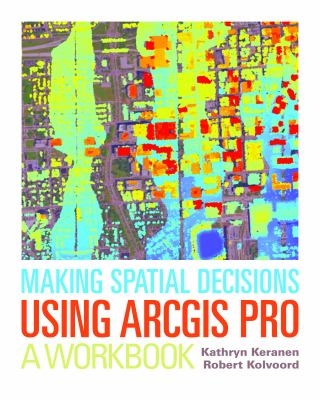 MAKING SPATIAL DECISIONS
USING ARCGIS PRO
A WORKBOOK
Kathryn Keranen
Robert Kolvoord